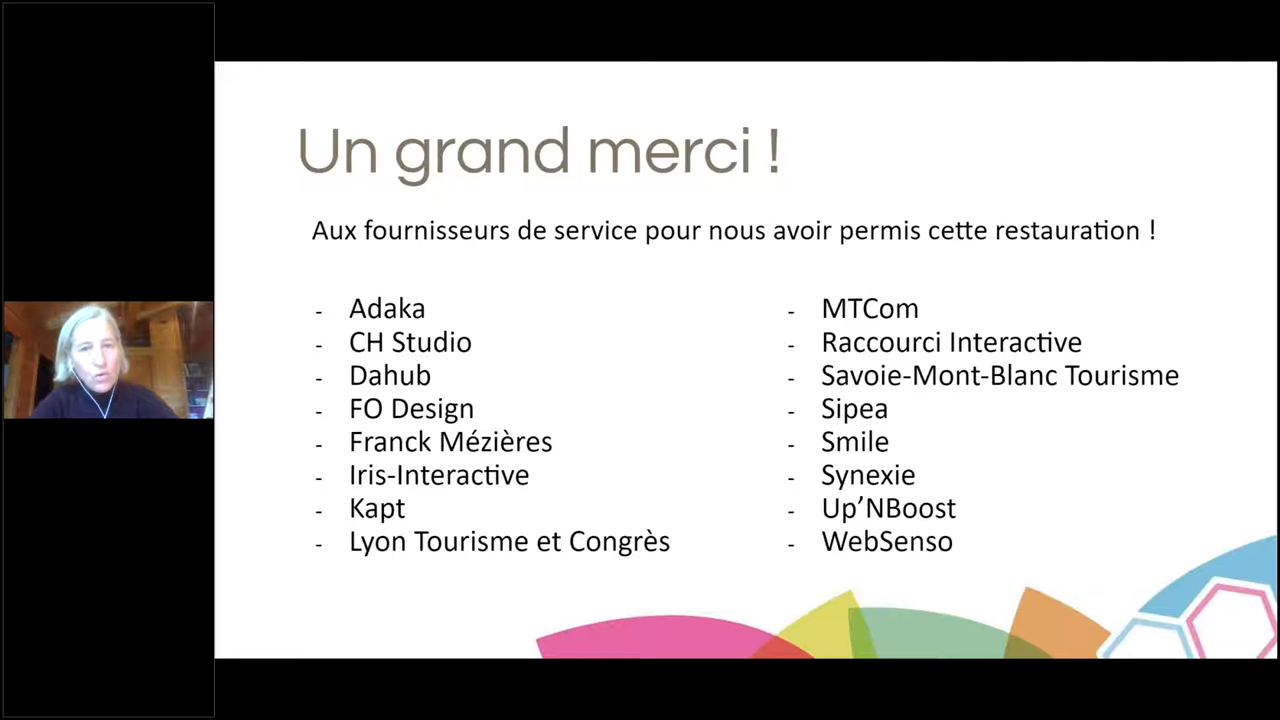 Un grand merci !
Aux fournisseurs de service pour nous avoir permis cette restauration !
- Adaka
- CH Studio
- Dahub
- FO Design
- Franck Mézières
- Iris-Interactive
- Kapt
- Lyon Tourisme et Congrès
- MTCom
- Raccourci Interactive
- Savoie-Mont-Blanc Tourisme
- Sipea
- Smile
- Synexie
- Up’NBoost
- WebSenso